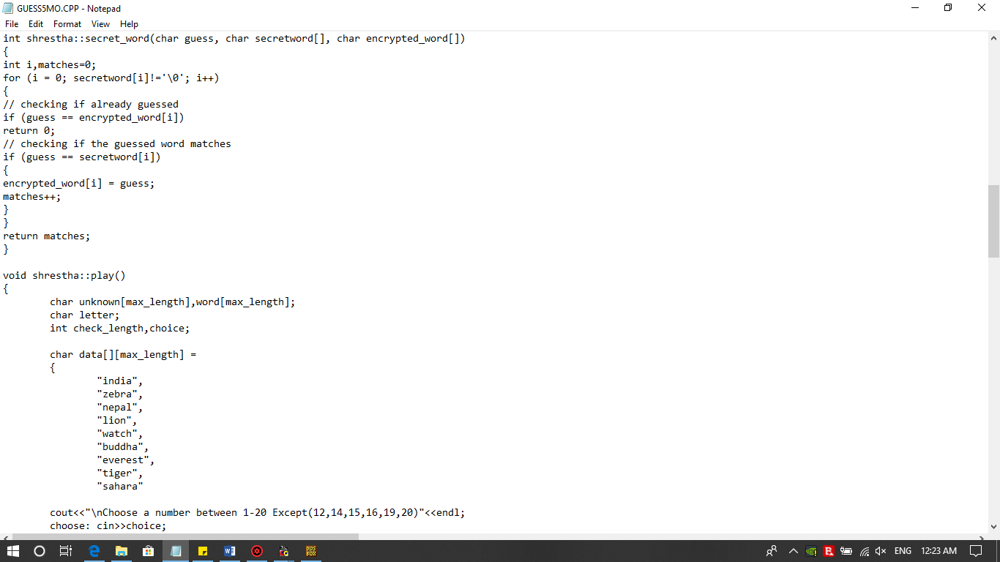 GUESS5MO.CPP - Notepad
File Edit Format View Help
int shrestha::secret_word(char guess, char secretword[], char encrypted_word[])
{
int i,matches=0;
for (i = 0; secretword[i]!='\0'; i++)
{
// checking if already guessed
if (guess == encrypted_word[i])
return 0;
// checking if the guessed word matches
if (guess == secretword[i])
{
encrypted_word[i] = guess;
matches++;
}
}
return matches;
}

void shrestha::play()
{
        char unknown[max_length],word[max_length];
        char letter;
        int check_length,choice;

        char data[][max_length] =
        {
                "india",
                "zebra",
                "nepal",
                "lion",
                "watch",
                "buddha",
                "everest",
                "tiger",
                "sahara"

        cout<<"\nChoose a number between 1-20 Except(12,14,15,16,19,20)"<<endl;
        choose: cin>>choice;
ENG 12:23 AM
DOS
BOX